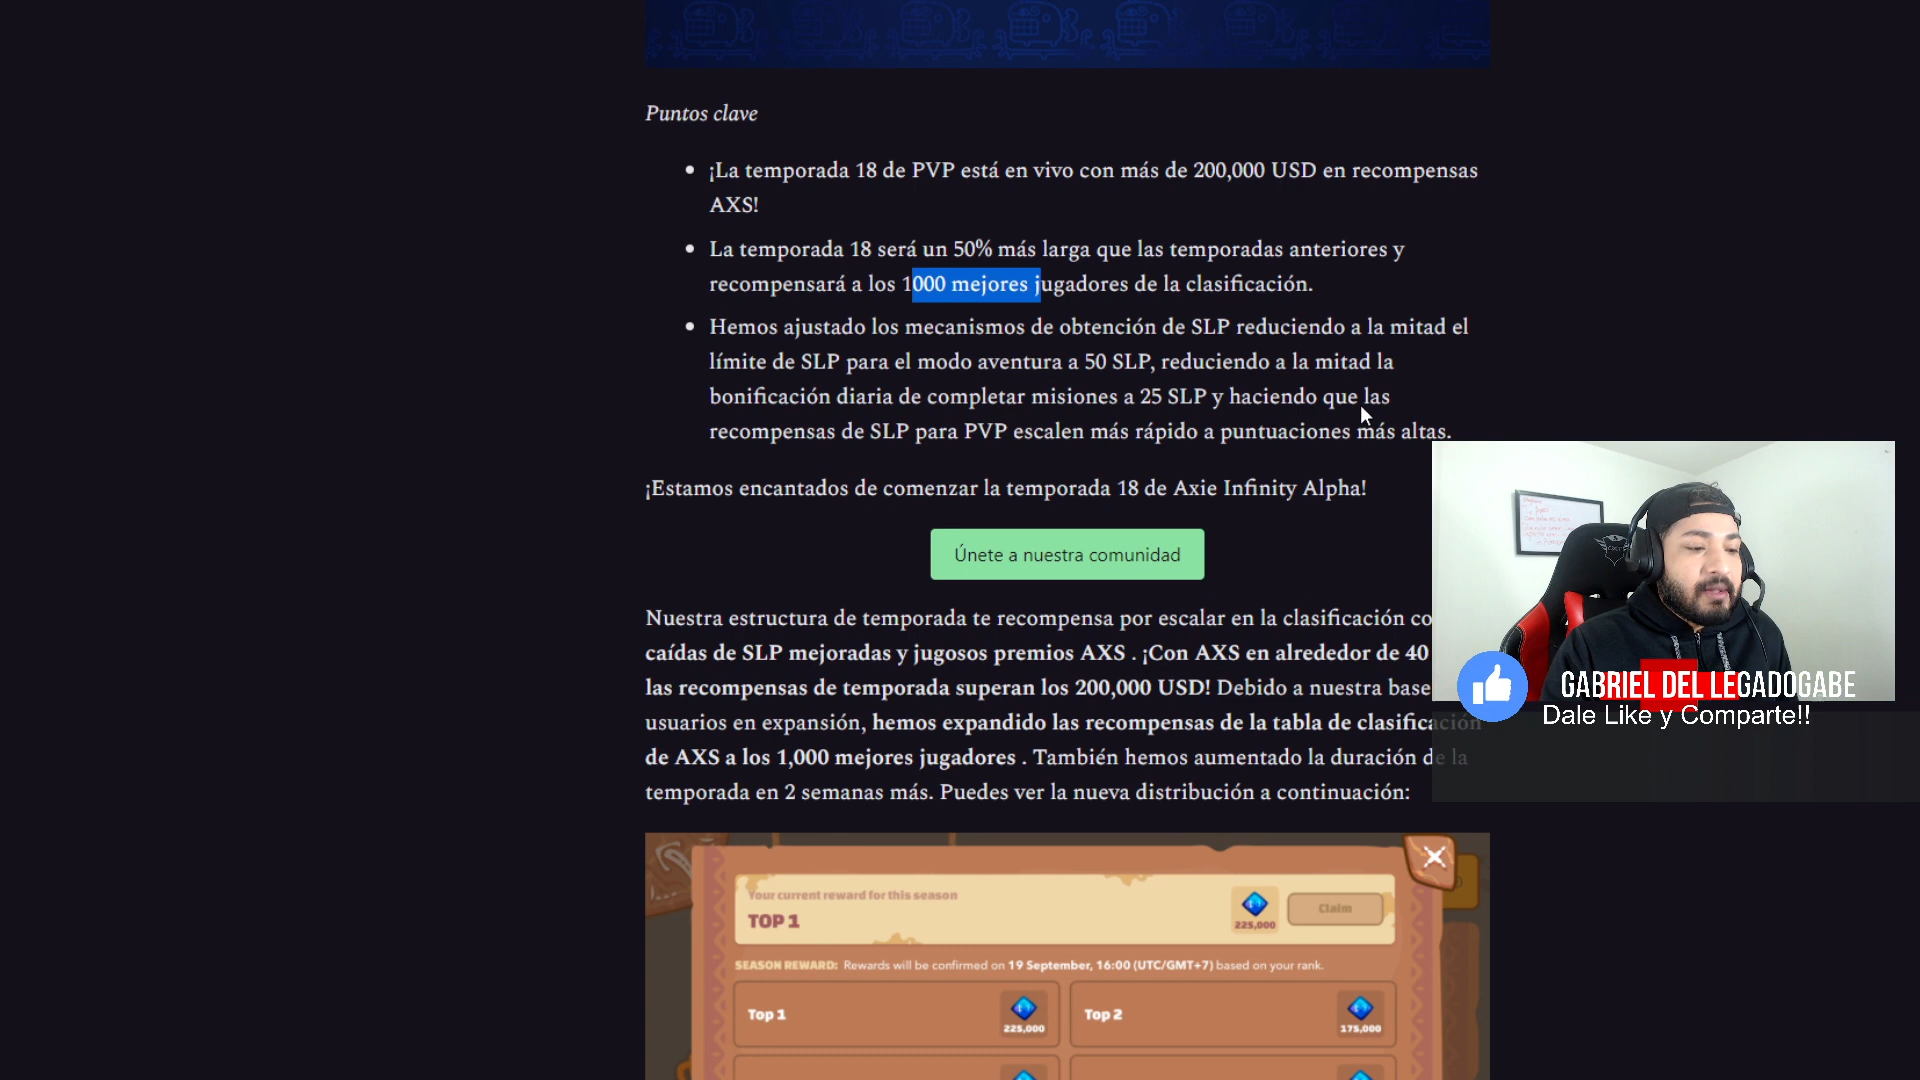 Puntos clave
• ¡La temporada 18 de PVP está en vivo con más de 200,000 USD en recompensas
AXS!
• La temporada 18 será un 50% más larga que las temporadas anteriores y
recompensará a los 1000 mejores jugadores de la clasificación.
• Hemos ajustado los mecanismos de obtención de SLP reduciendo a la mitad el
límite de SLP para el modo aventura a 50 SLP, reduciendo a la mitad la
bonificación diaria de completar misiones a 25 SLP y haciendo que las
recompensas de SLP para PVP escalen más rápido a puntuaciones más altas.
¡Estamos encantados de comenzar la temporada 18 de Axie Infinity Alpha!
Únete a nuestra comunidad
Nuestra estructura de temporada te recompensa por escalar en la clasificación co
caídas de SLP mejoradas y jugosos premios AXS . ¡Con AXS en alrededor de 40
las recompensas de temporada superan los 200,000 USD! Debido a nuestra base
usuarios en expansión, hemos expandido las recompensas de la tabla de clasificación
de AXS a los 1,000 mejores jugadores . También hemos aumentado la duración de la
temporada en 2 semanas más. Puedes ver la nueva distribución a continuación:
GABRIEL DEL LEGADOGABE
Dale Like y Comparte!!
Your current reward for this season
TOP 1
225,000
Claim
SEASON REWARD: Rewards will be confirmed on 19 September, 16:00 (UTC/GMT+7) based on your rank.
Top 1
225,000
Top 2
175,000